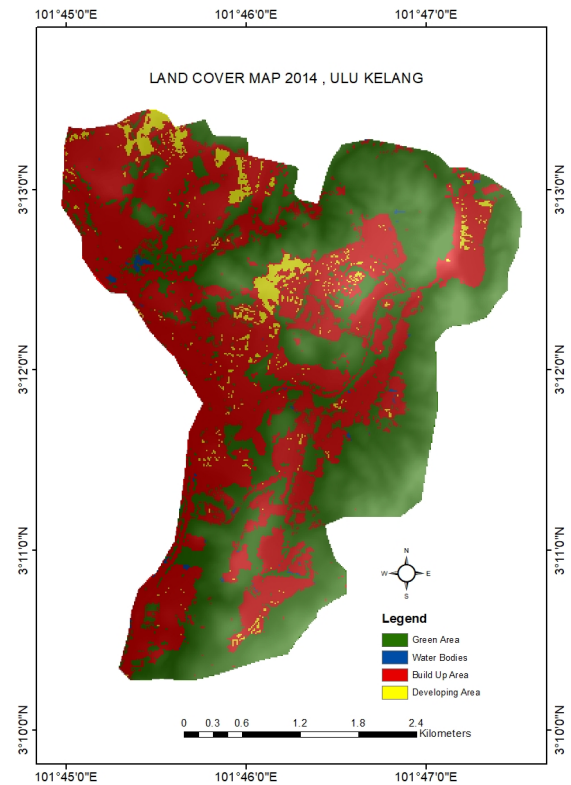 101°45'0"E 101°46'0"E 101°47'0"E
LAND COVER MAP 2014 , ULU KELANG
3°13'0"N 3°13'0"N
3°12'0"N 3°12'0"N
3°11'0"N 3°11'0"N
N
W E
S
Legend
Green Area
Water Bodies
Build Up Area
Developing Area
3°10'0"N 3°10'0"N
0 0.3 0.6 1.2 1.8 2.4
Kilometers
101°45'0"E 101°46'0"E 101°47'0"E